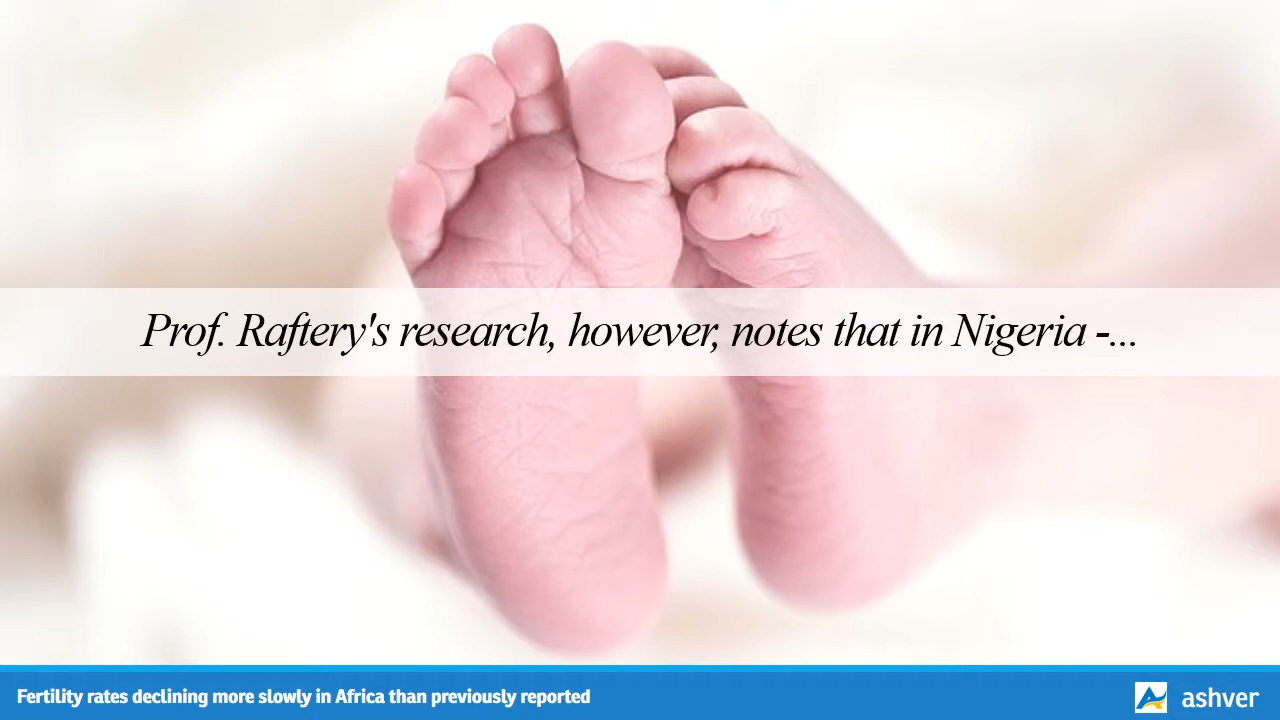 Prof. Raftery's research, however, notes that in Nigeria -...
Fertility rates declining more slowly in Africa than previously reported
ashver